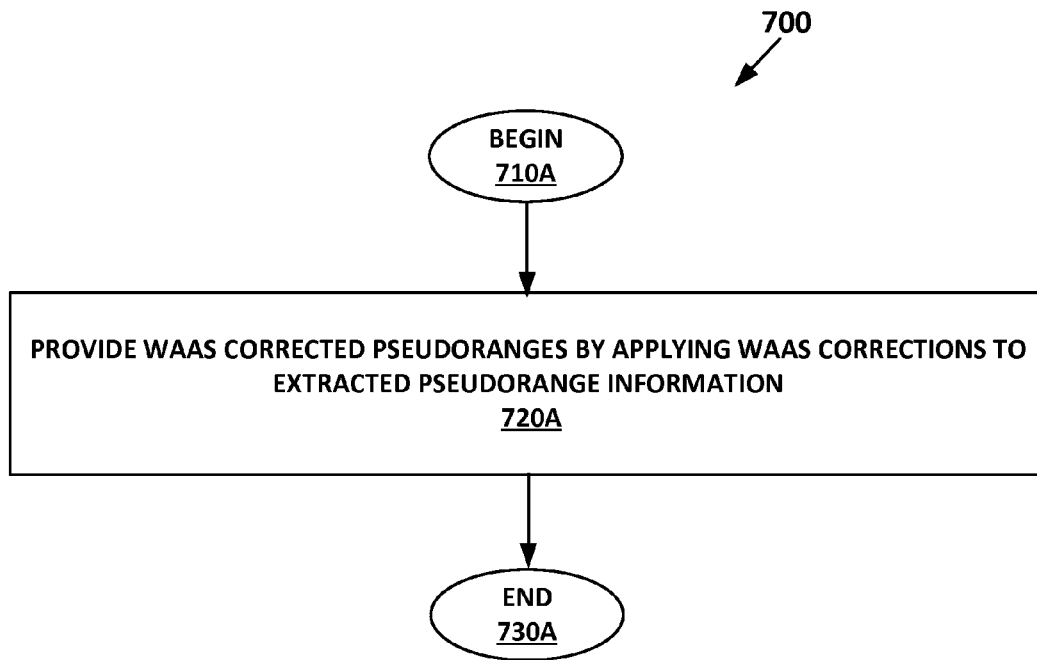 700
BEGIN
710A
PROVIDE WAAS CORRECTED PSEUDORANGES BY APPLYING WAAS CORRECTIONS TO
EXTRACTED PSEUDORANGE INFORMATION
720A
END
730A